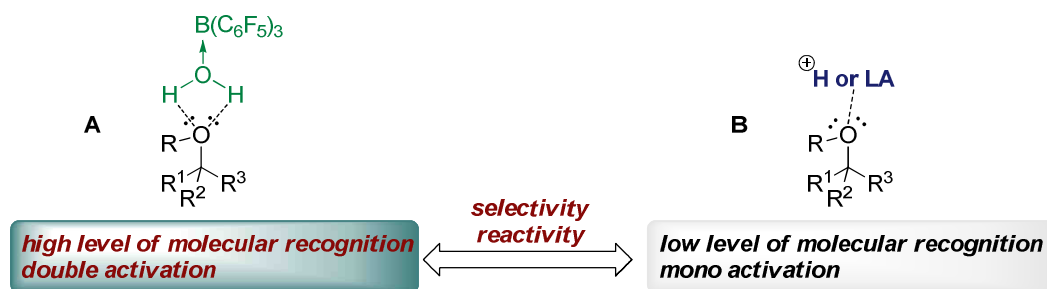 B(C₆F₅)₃
O
H H
A
R O
R¹ R³
R²
⊕
H or LA
B
R O
R¹ R³
R²
selectivity
reactivity
high level of molecular recognition
double activation
low level of molecular recognition
mono activation